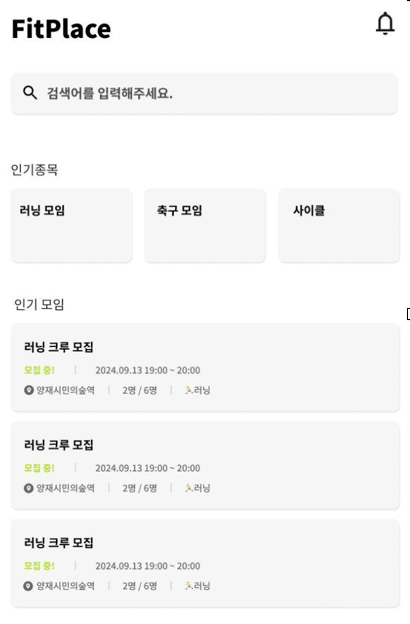 FitPlace
검색어를 입력해주세요.
인기종목
러닝 모임 축구 모임 사이클
인기 모임
러닝 크루 모집
모집 중! | 2024.09.13 19:00 ~ 20:00
양재시민의숲역 | 2명 / 6명 | 러닝
러닝 크루 모집
모집 중! | 2024.09.13 19:00 ~ 20:00
양재시민의숲역 | 2명 / 6명 | 러닝
러닝 크루 모집
모집 중! | 2024.09.13 19:00 ~ 20:00
양재시민의숲역 | 2명 / 6명 | 러닝